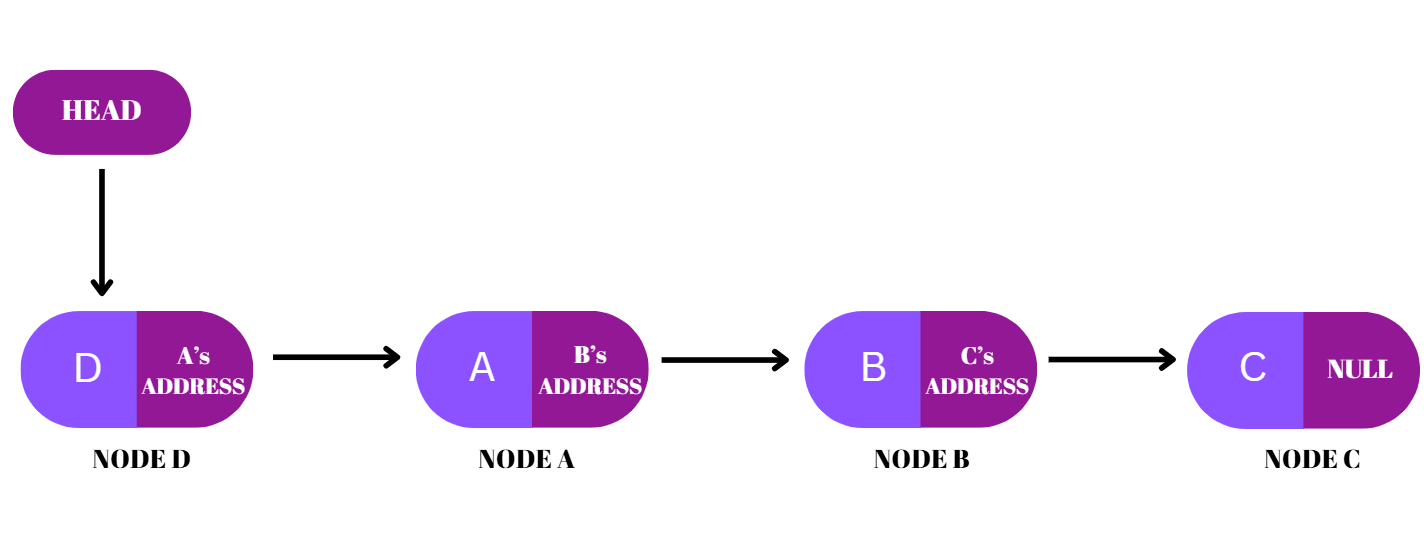 HEAD
D
A’s
ADDRESS
A
B’s
ADDRESS
B
C’s
ADDRESS
C
NULL
NODE D
NODE A
NODE B
NODE C